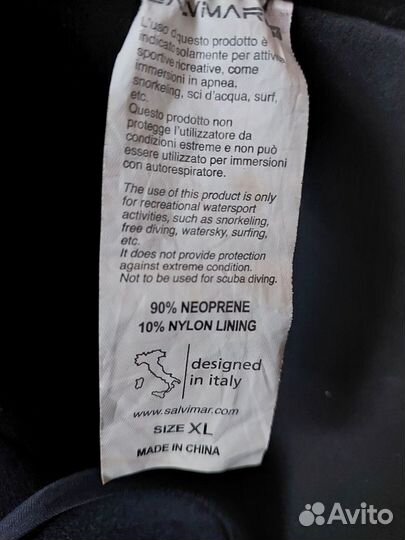 SALVIMAR
L'uso di questo prodotto è
indicato solamente per attività
sportive ricreative, come
immersioni in apnea,
snorkeling, sci d'acqua, surf,
etc.
Questo prodotto non
protegge l'utilizzatore da
condizioni estreme e non può
essere utilizzato per immersioni
con autorespiratore.
The use of this product is only
for recreational watersport
activities, such as snorkeling,
free diving, watersky, surfing,
etc.
It does not provide protection
against extreme condition.
Not to be used for scuba diving.
90% NEOPRENE
10% NYLON LINING
designed
in italy
www.salvimar.com
SIZE XL
MADE IN CHINA
Avito